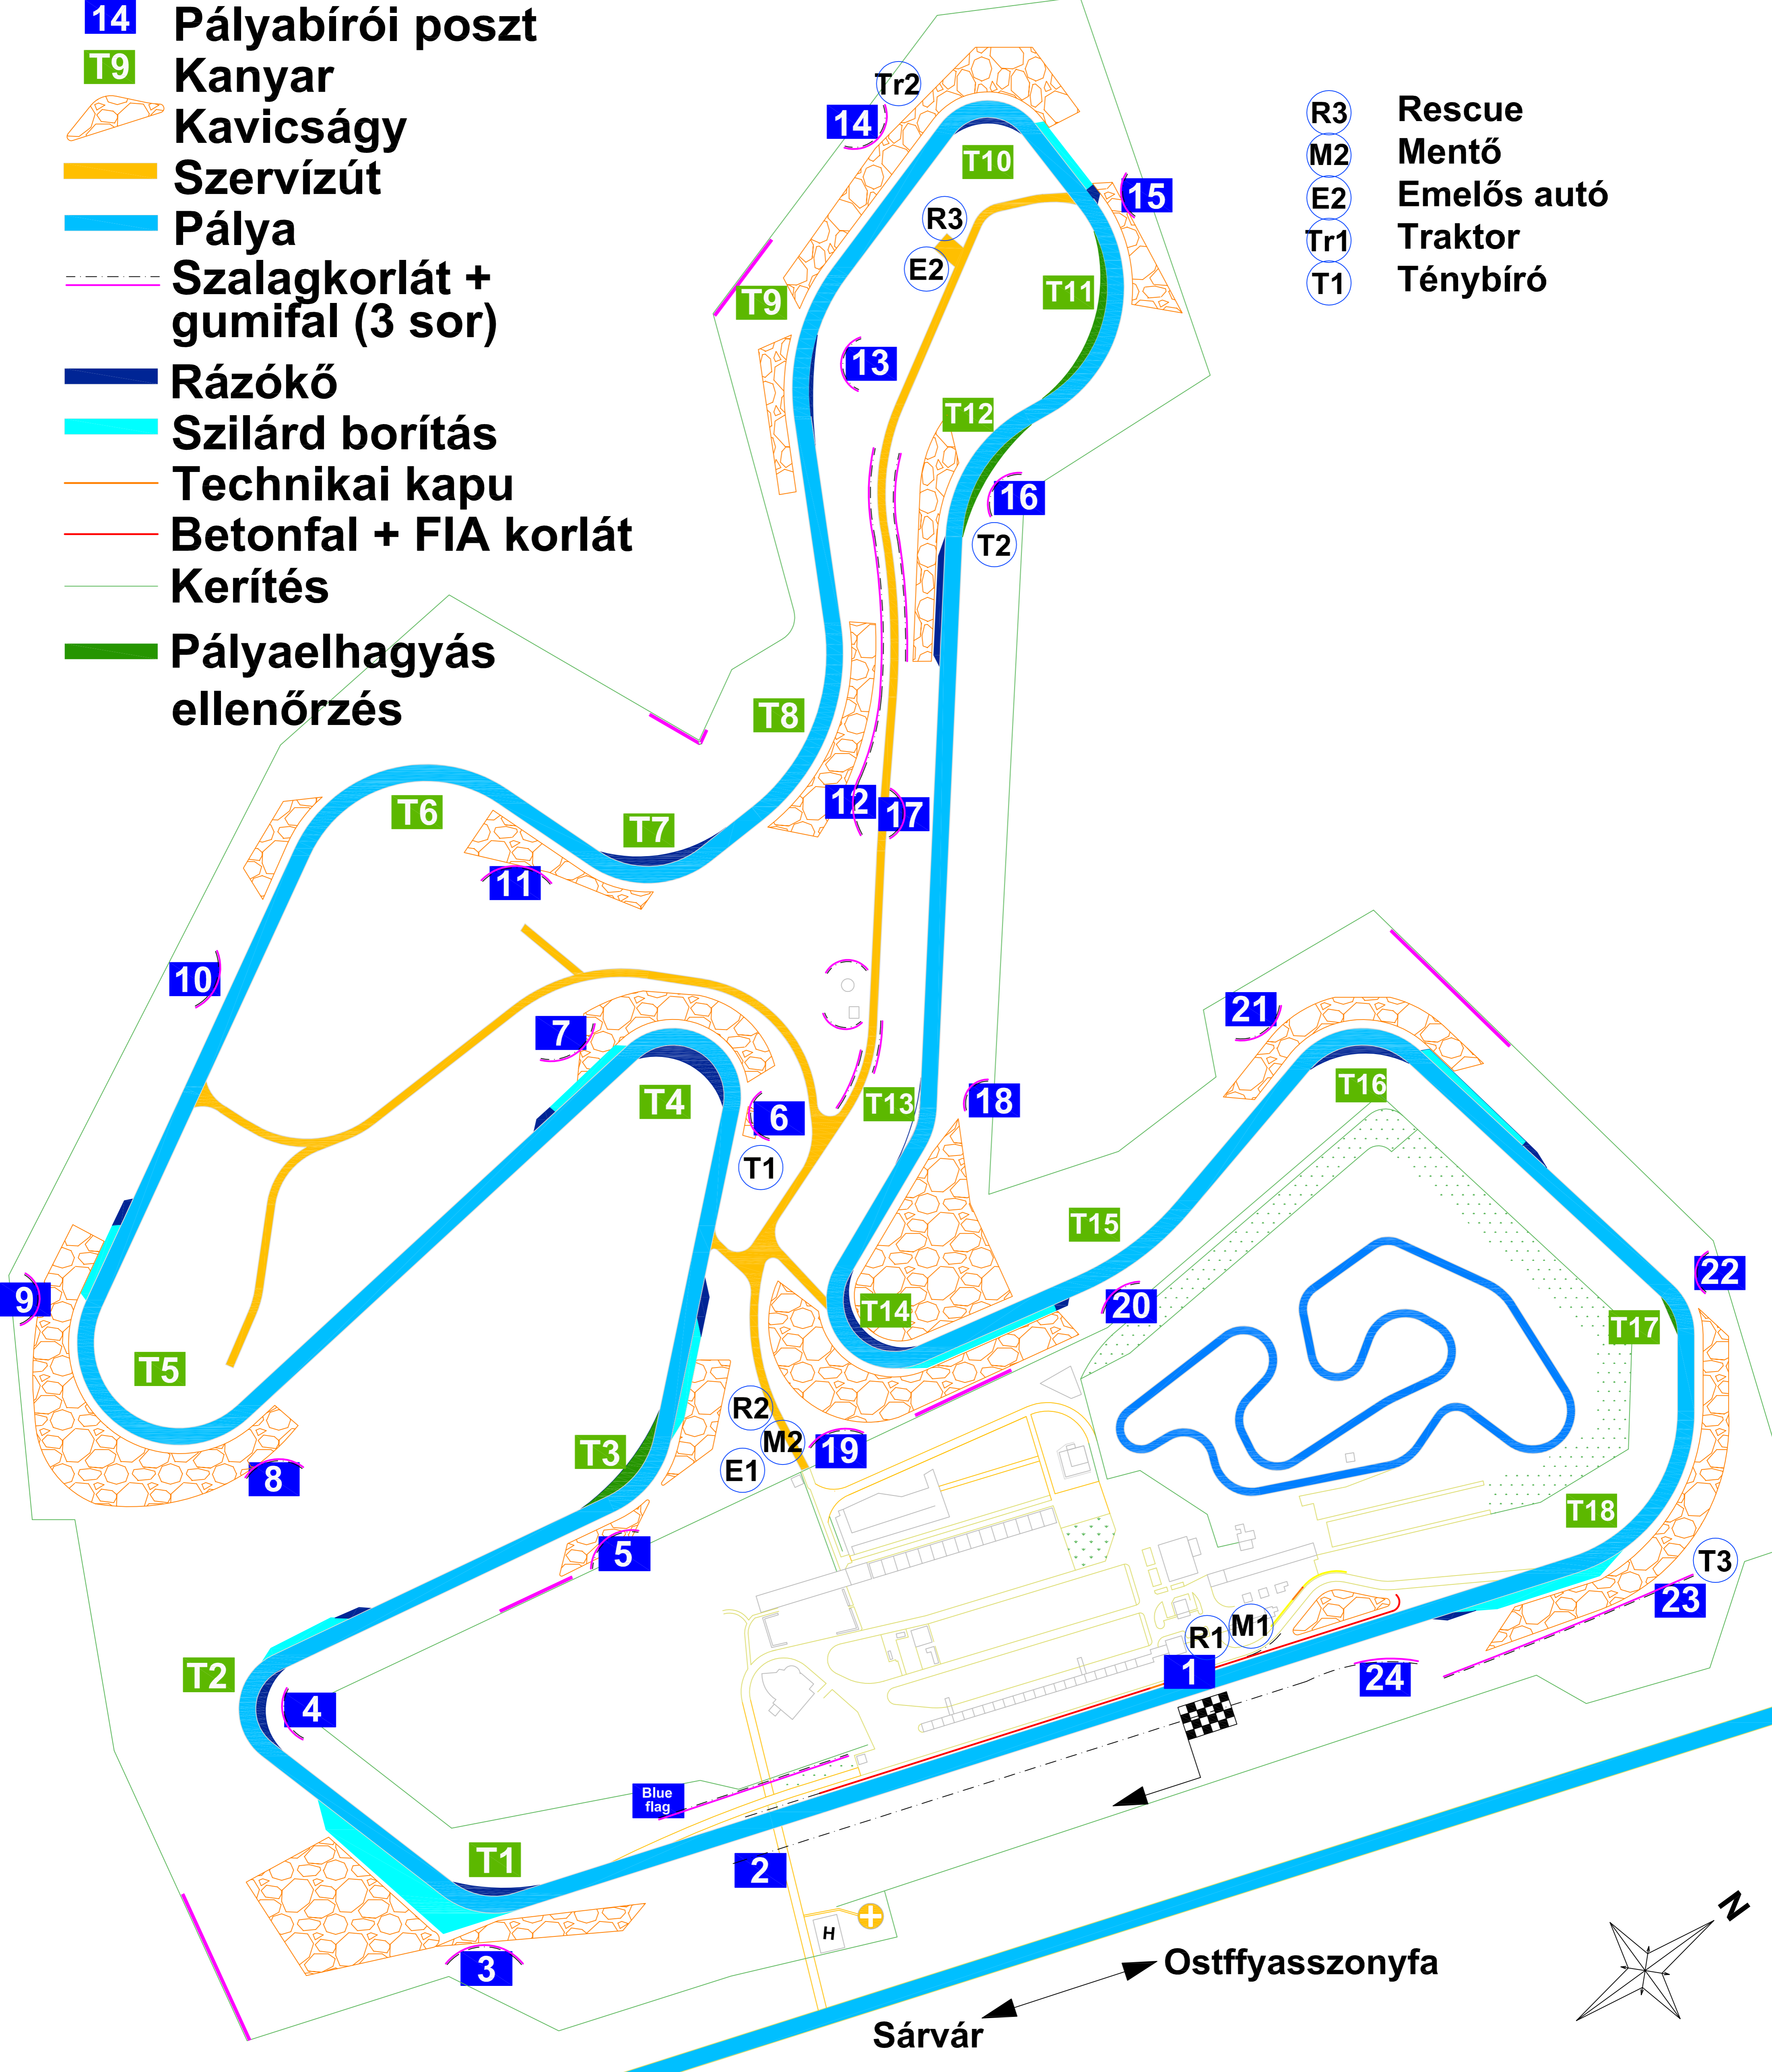 14 Pályabírói poszt
T9 Kanyar
Kavicságy
Szervízút
Pálya
Szalagkorlát +
gumifal (3 sor)
Rázókő
Szilárd borítás
Technikai kapu
Betonfal + FIA korlát
Kerítés
Pályaelhagyás
ellenőrzés
R3 Rescue
M2 Mentő
E2 Emelős autó
Tr1 Traktor
T1 Ténybíró
Tr2
14
T10
15
R3
E2
T11
T9
13
T12
16
T2
T8
12
17
T6
T7
11
10
7
21
T4
6
T13
18
T16
T1
T15
22
9
T14
20
T17
T5
R2
M2
E1
19
T3
8
T18
5
T3
23
T2
4
R1
M1
1
24
Blue
flag
T1
2
3
H
N
Ostffyasszonyfa
Sárvár